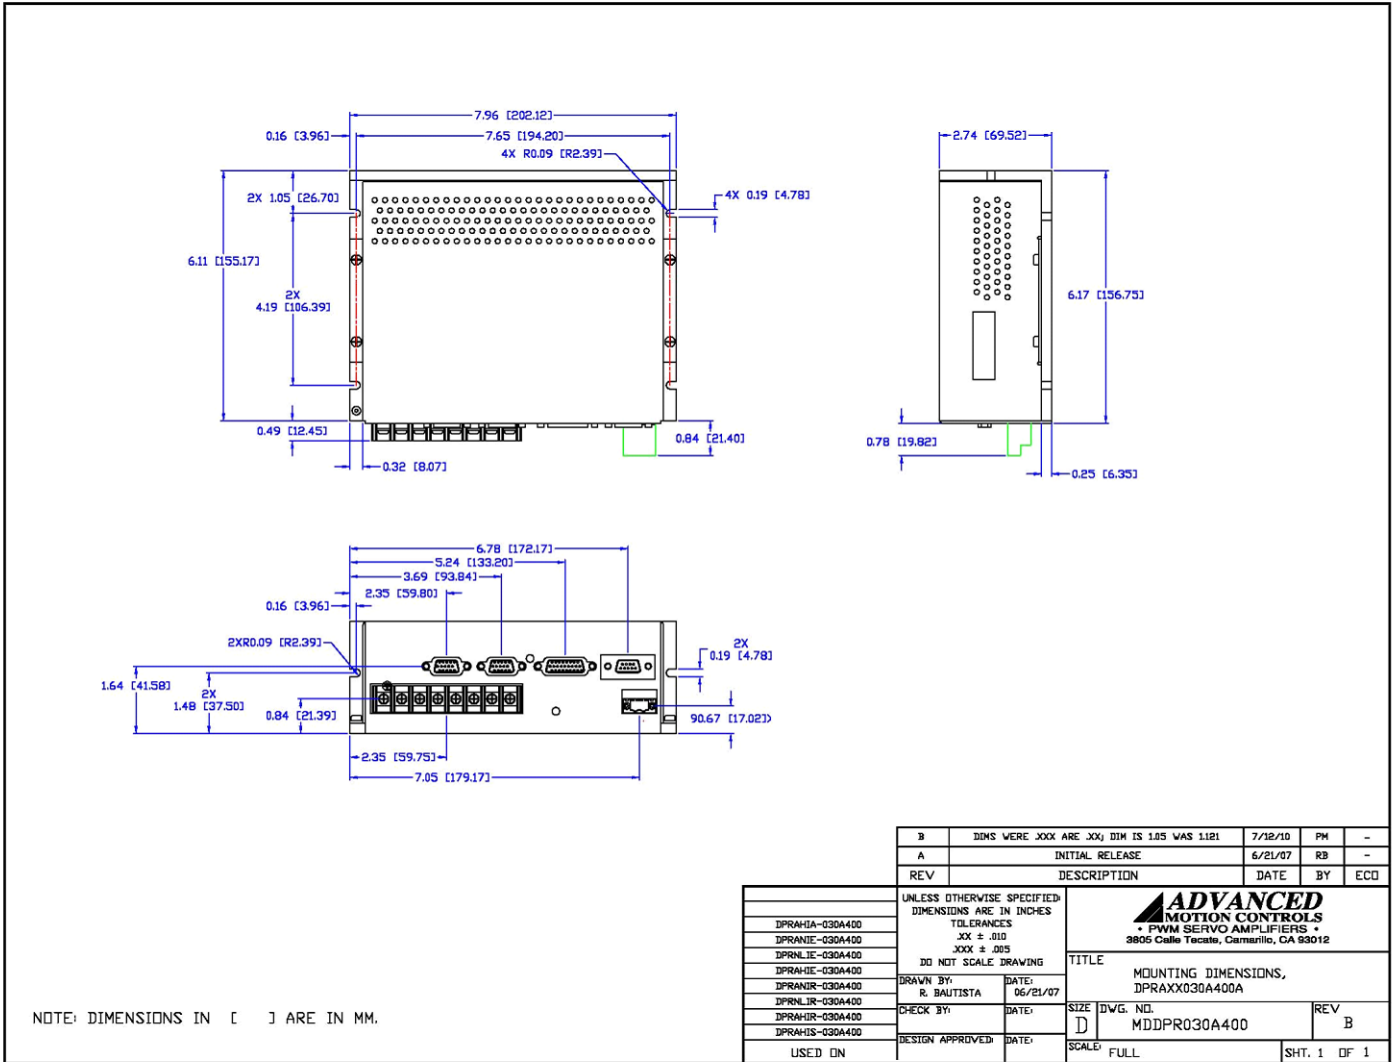 7.96 [202.12]
0.16 [3.96]
7.65 [194.20]
4X R0.09 [R2.39]
2X 1.05 [26.70]
4X 0.19 [4.78]
6.11 [155.17]
2X
4.19 [106.39]
0.49 [12.45]
0.84 [21.40]
0.32 [8.07]
2.74 [69.52]
6.17 [156.75]
0.78 [19.82]
0.25 [6.35]
6.78 [172.17]
5.24 [133.20]
3.69 [93.84]
2.35 [59.80]
0.16 [3.96]
2XR0.09 [R2.39]
2X
0.19 [4.78]
1.64 [41.58]
2X
1.48 [37.50]
0.84 [21.39]
90.67 [17.02])
2.35 [59.75]
7.05 [179.17]
NOTE: DIMENSIONS IN [ ] ARE IN MM.
B DIMS WERE .XXX ARE .XX; DIM IS 1.05 WAS 1.121 7/12/10 PM -
A INITIAL RELEASE 6/21/07 RB -
REV DESCRIPTION DATE BY ECO
DPRAHIA-030A400
DPRANIE-030A400
DPRNLIE-030A400
DPRAHIE-030A400
DPRANIR-030A400
DPRNLIR-030A400
DPRAHIR-030A400
DPRAHIS-030A400
USED ON
UNLESS OTHERWISE SPECIFIED:
DIMENSIONS ARE IN INCHES
TOLERANCES
.XX ± .010
.XXX ± .005
DO NOT SCALE DRAWING
DRAWN BY: DATE:
R. BAUTISTA 06/21/07
CHECK BY: DATE:
DESIGN APPROVED: DATE:
ADVANCED
MOTION CONTROLS
• PWM SERVO AMPLIFIERS •
3805 Calle Tecate, Camarillo, CA 93012
TITLE
MOUNTING DIMENSIONS,
DPRAXX030A400A
SIZE DWG. NO. REV
D MDDPR030A400 B
SCALE: FULL SHT. 1 OF 1